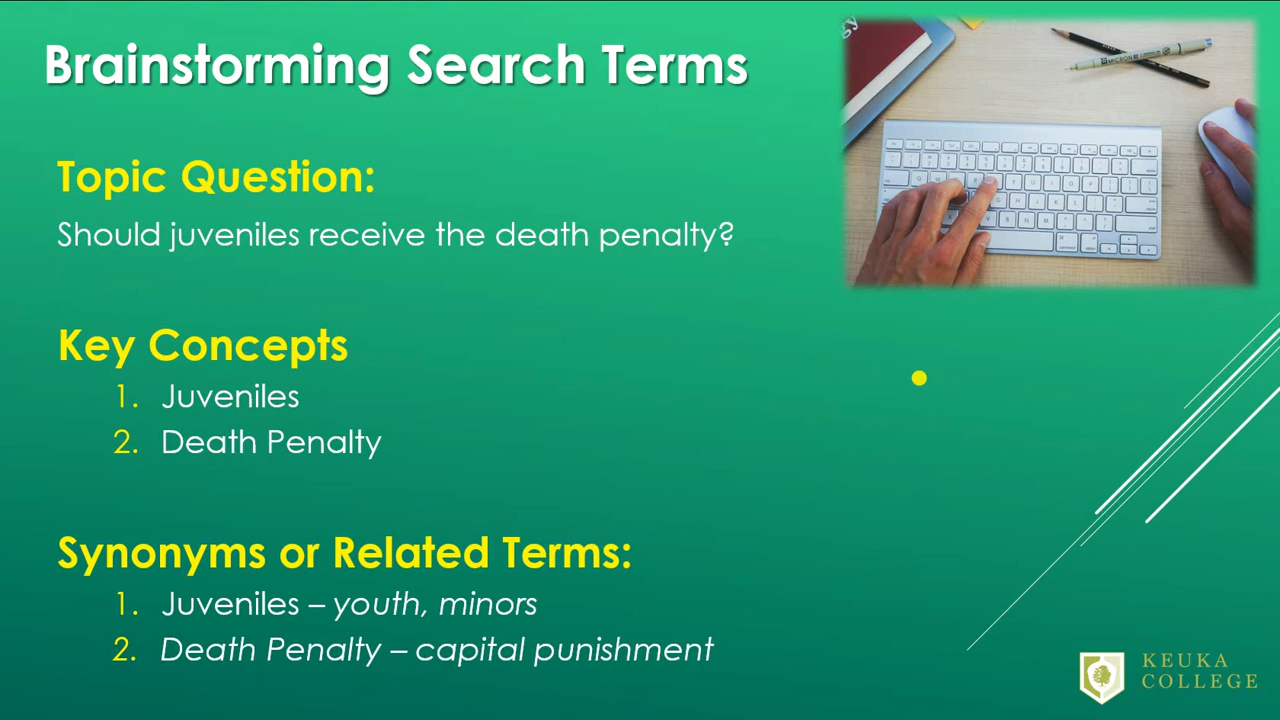 Brainstorming Search Terms
Topic Question:
Should juveniles receive the death penalty?
Key Concepts
1. Juveniles
2. Death Penalty
Synonyms or Related Terms:
1. Juveniles – youth, minors
2. Death Penalty – capital punishment
KEUKA
COLLEGE